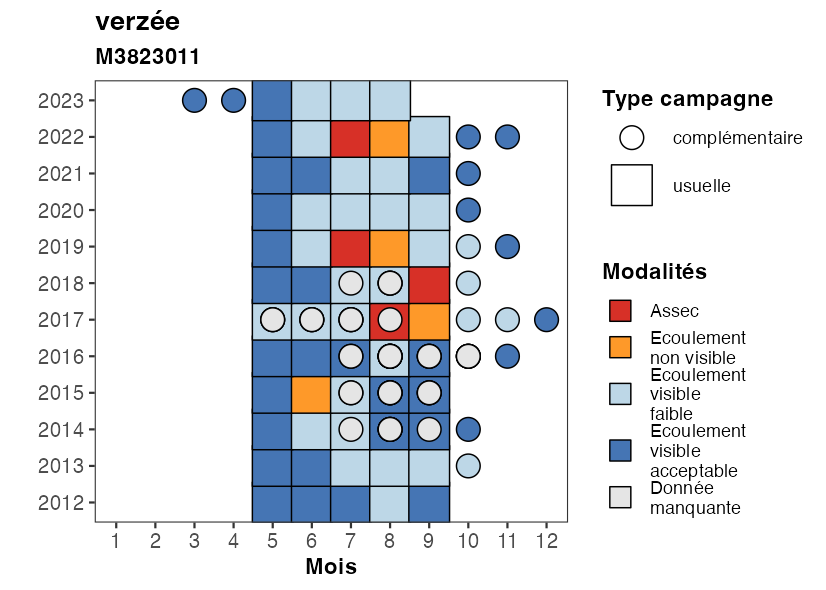 verzée
M3823011
2023
2022
2021
2020
2019
2018
2017
2016
2015
2014
2013
2012
1 2 3 4 5 6 7 8 9 10 11 12
Mois
Type campagne
complémentaire
usuelle
Modalités
Assec
Ecoulement
non visible
Ecoulement
visible
faible
Ecoulement
visible
acceptable
Donnée
manquante